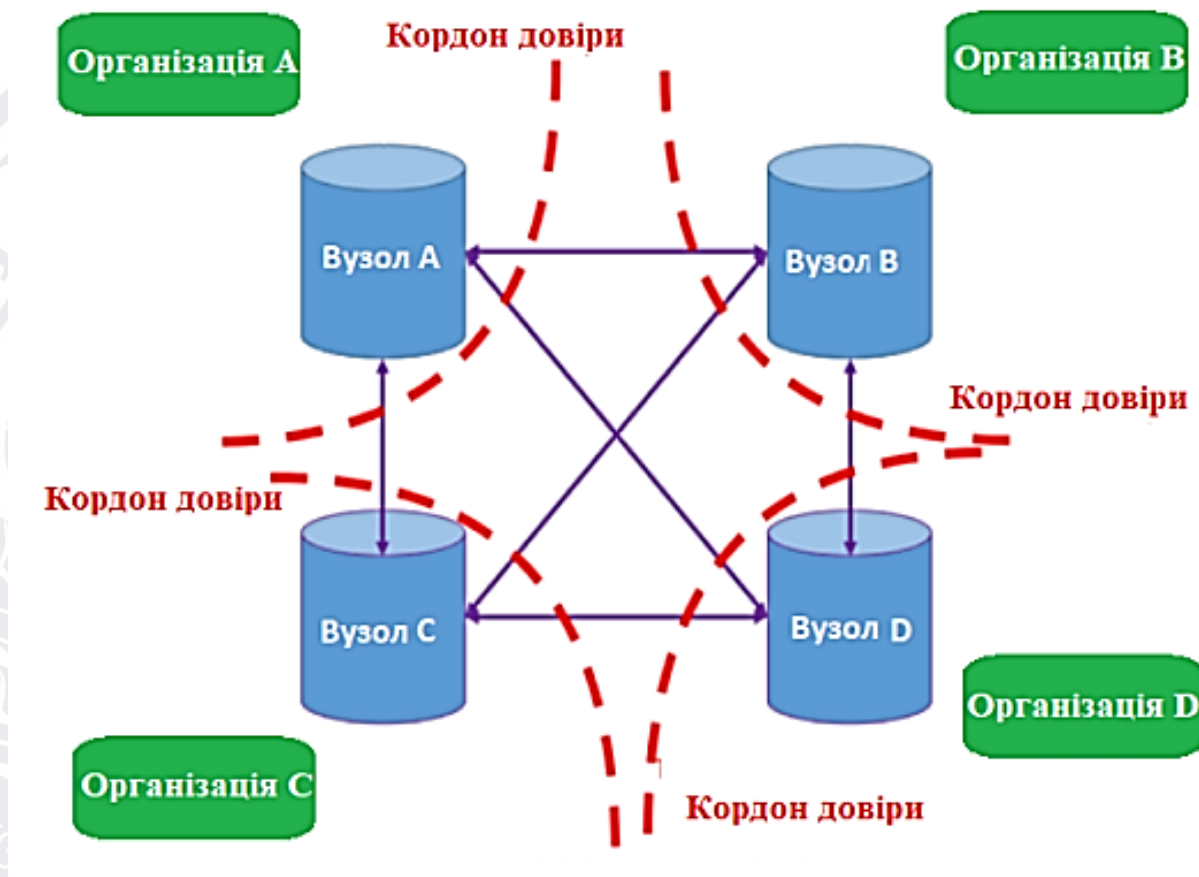 Кордон довіри
Організація A
Організація B
Вузол A
Вузол B
Кордон довіри
Кордон довіри
Вузол C
Вузол D
Організація D
Організація C
Кордон довіри